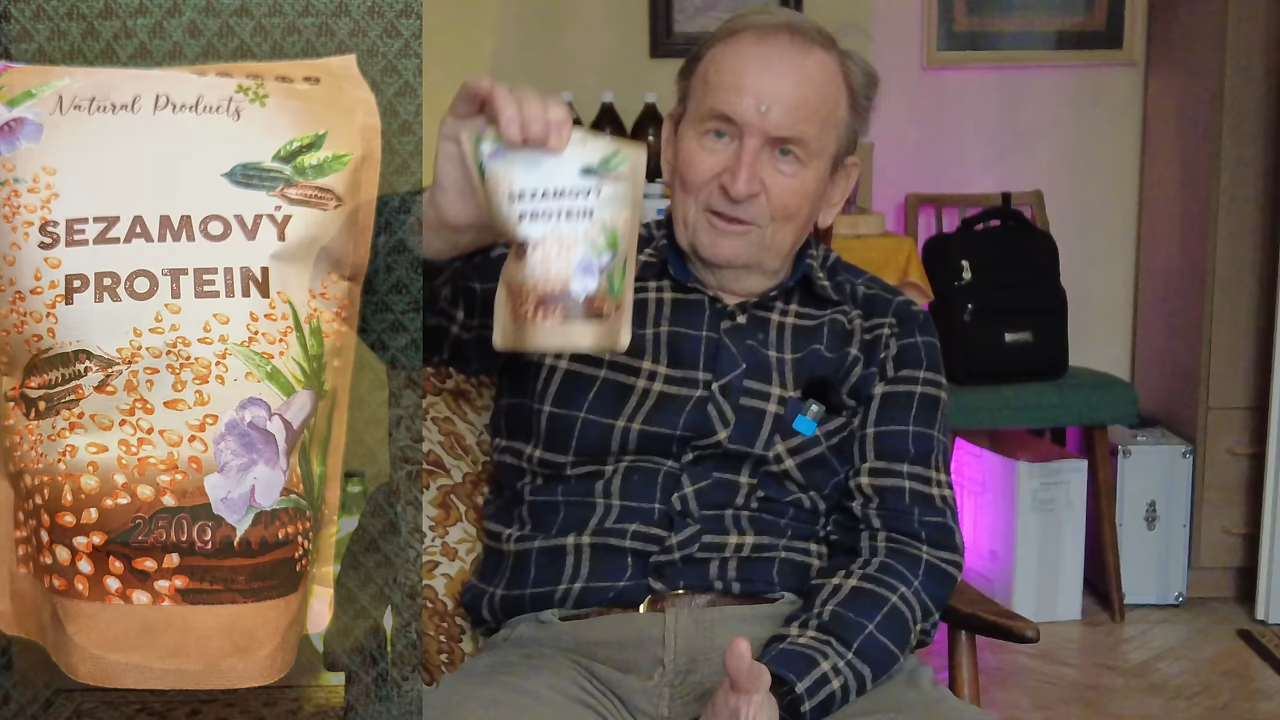 Natural Products
SEZAMOVÝ
PROTEIN
250g
SEZAMOVÝ
PROTEIN